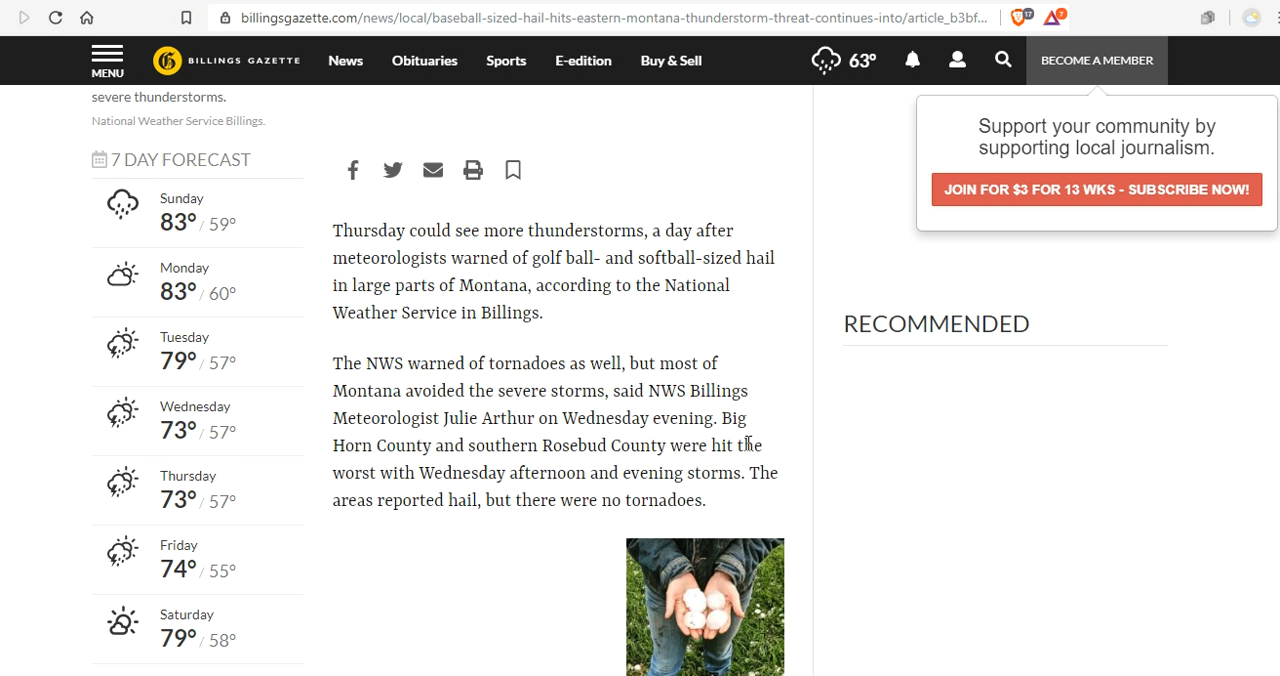 billingsgazette.com/news/local/baseball-sized-hail-hits-eastern-montana-thunderstorm-threat-continues-into/article_b3bf...
17
7
MENU
G
BILLINGS GAZETTE
News
Obituaries
Sports
E-edition
Buy & Sell
63°
BECOME A MEMBER
severe thunderstorms.
National Weather Service Billings.
7 DAY FORECAST
Sunday
83° / 59°
Monday
83° / 60°
Tuesday
79° / 57°
Wednesday
73° / 57°
Thursday
73° / 57°
Friday
74° / 55°
Saturday
79° / 58°
Thursday could see more thunderstorms, a day after
meteorologists warned of golf ball- and softball-sized hail
in large parts of Montana, according to the National
Weather Service in Billings.
The NWS warned of tornadoes as well, but most of
Montana avoided the severe storms, said NWS Billings
Meteorologist Julie Arthur on Wednesday evening. Big
Horn County and southern Rosebud County were hit the
worst with Wednesday afternoon and evening storms. The
areas reported hail, but there were no tornadoes.
Support your community by
supporting local journalism.
JOIN FOR $3 FOR 13 WKS - SUBSCRIBE NOW!
RECOMMENDED